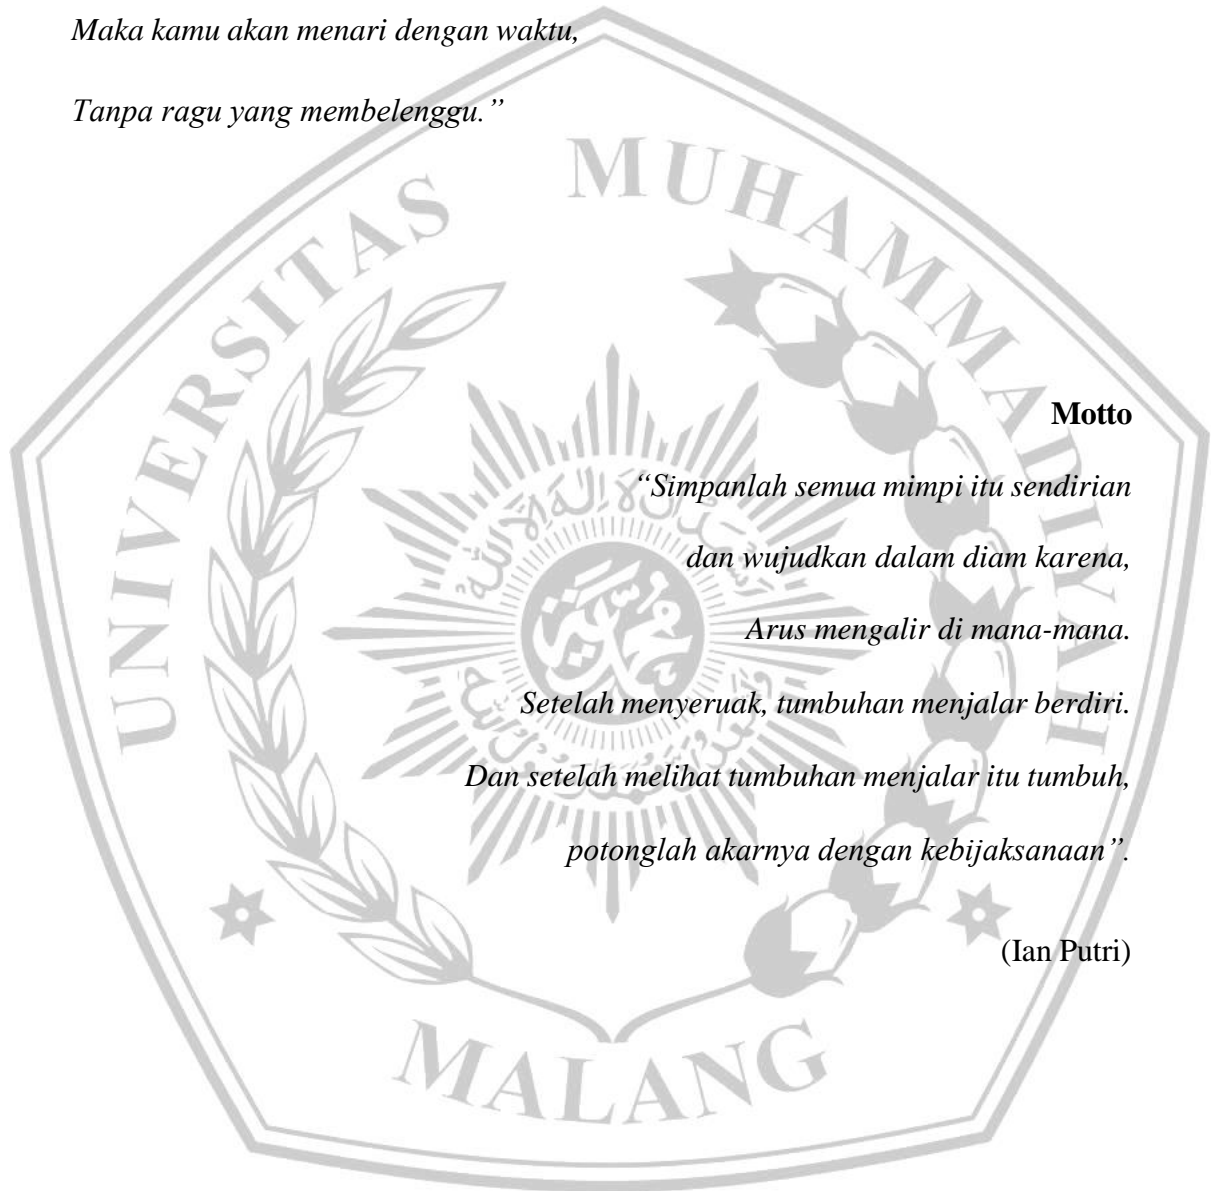 Maka kamu akan menari dengan waktu,
Tanpa ragu yang membelenggu.”
UNIVERSITAS MUHAMMADIYAH
Motto
“Simpanlah semua mimpi itu sendirian
dan wujudkan dalam diam karena,
Arus mengalir di mana-mana.
Setelah menyeruak, tumbuhan menjalar berdiri.
Dan setelah melihat tumbuhan menjalar itu tumbuh,
potonglah akarnya dengan kebijaksanaan”.
(Ian Putri)
MALANG